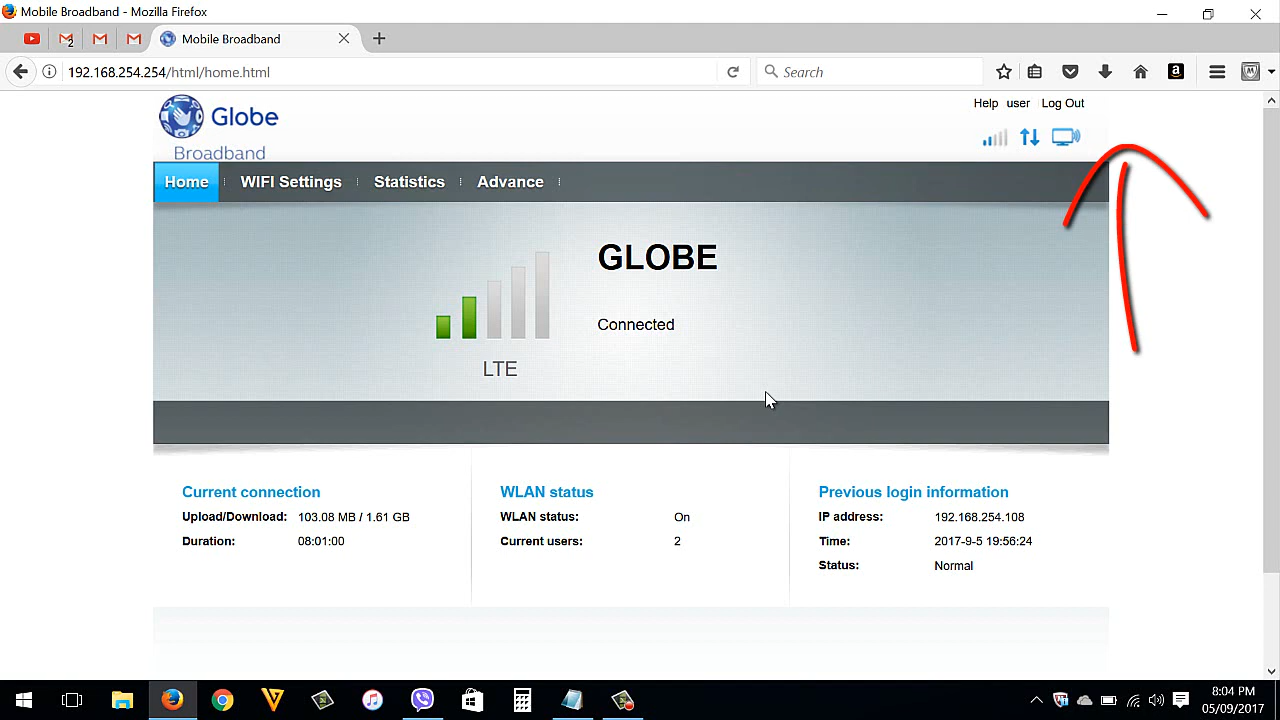 Mobile Broadband - Mozilla Firefox
2
Mobile Broadband
192.168.254.254/html/home.html
Search
Globe
Broadband
Help user Log Out
Home WIFI Settings Statistics Advance
GLOBE
Connected
LTE
Current connection
Upload/Download: 103.08 MB / 1.61 GB
Duration: 08:01:00
WLAN status
WLAN status: On
Current users: 2
Previous login information
IP address: 192.168.254.108
Time: 2017-9-5 19:56:24
Status: Normal
8:04 PM
05/09/2017